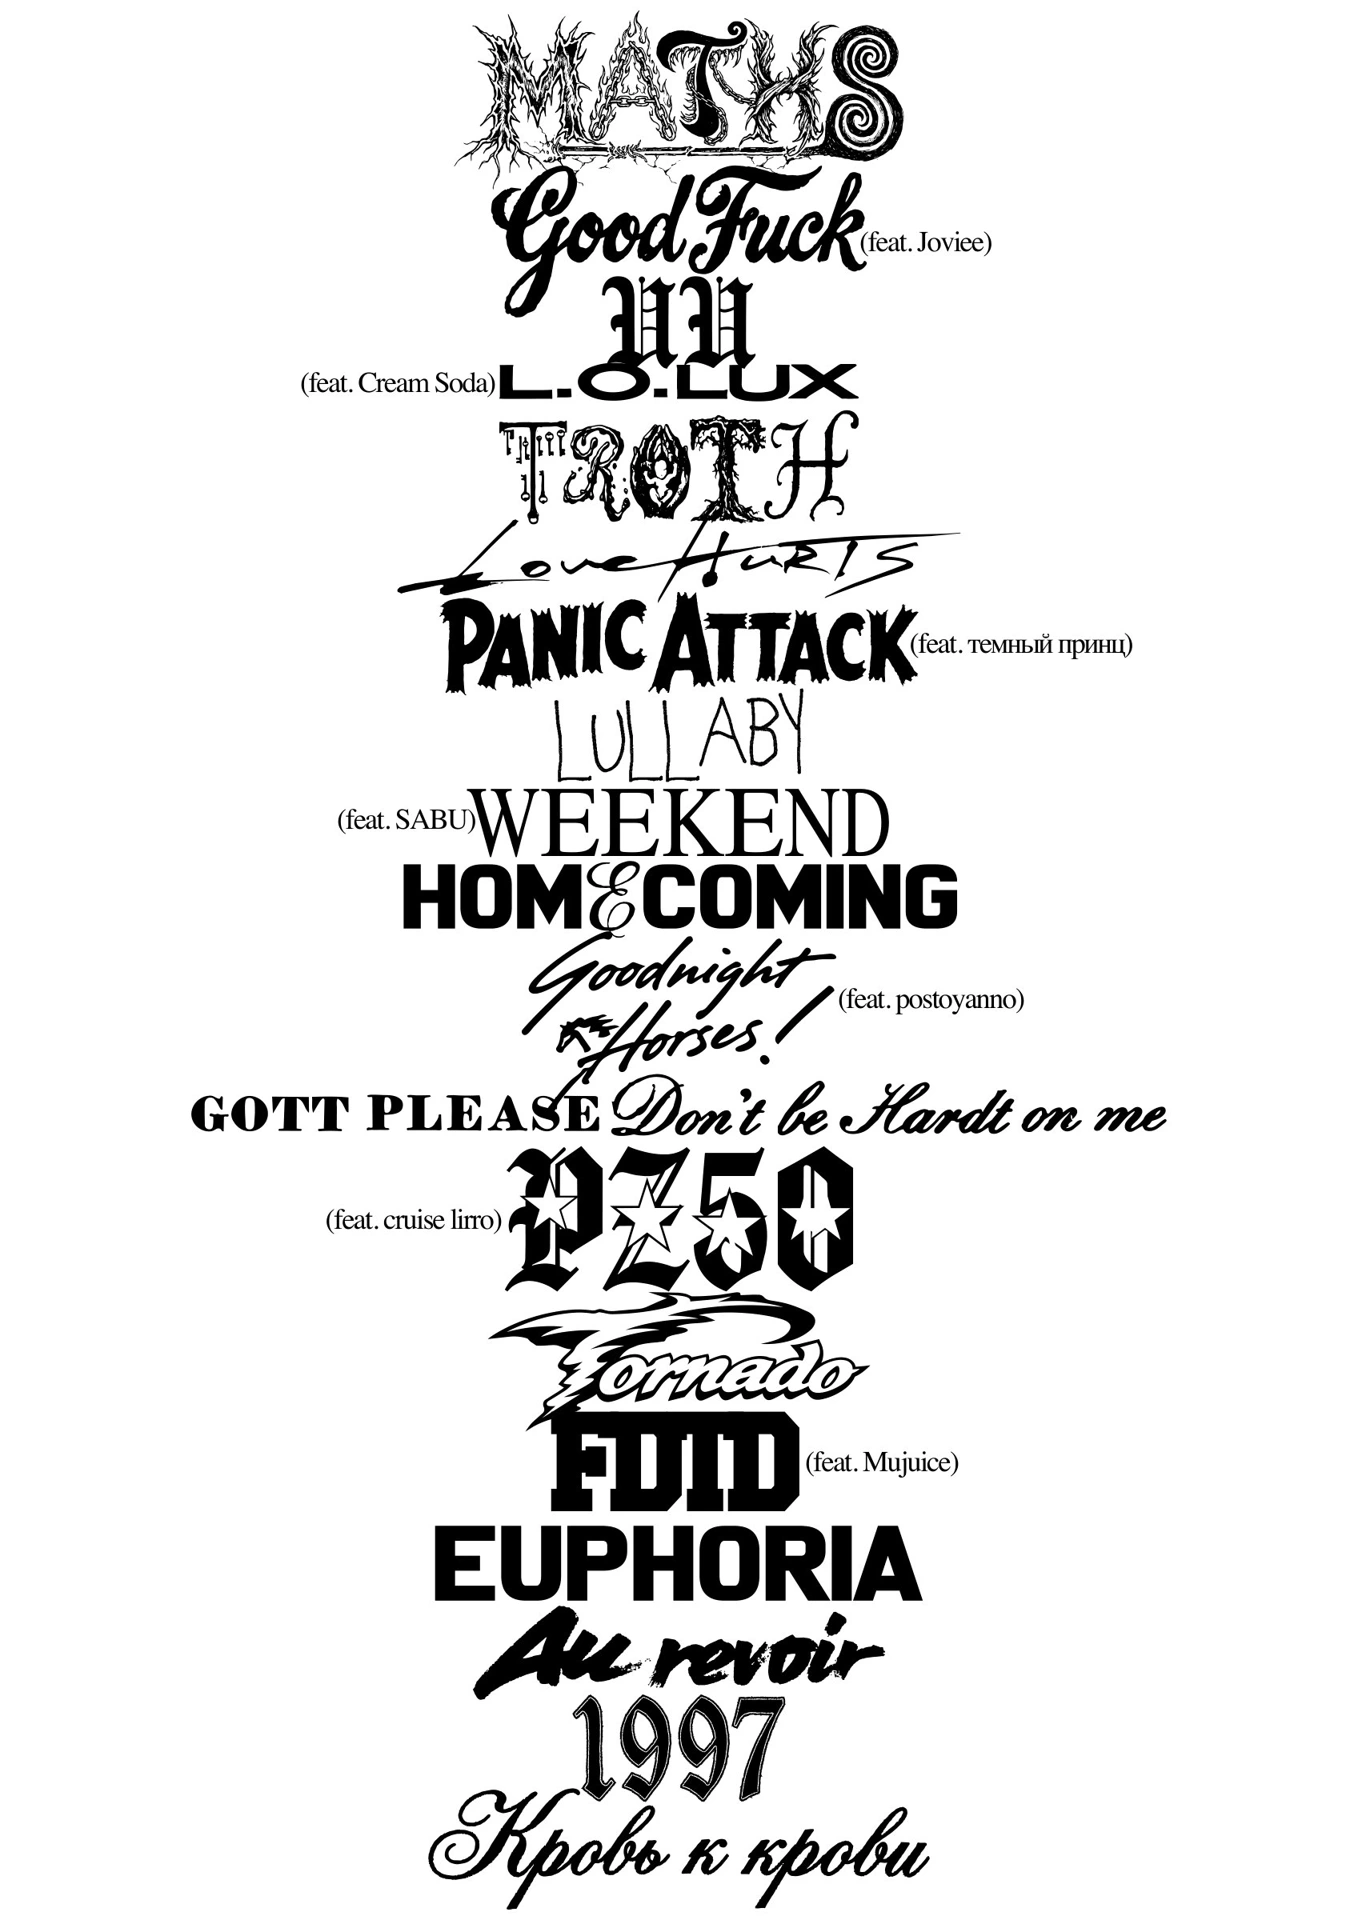 MATHS
Good Fuck (feat. Joviee)
UU
(feat. Cream Soda) L.O.LUX
TROTH
Love HURTS
PANIC ATTACK (feat. темный принц)
LULLABY
(feat. SABU) WEEKEND
HOMECOMING
Goodnight
Horses! (feat. postoyanno)
GOTT PLEASE Don't be Hardt on me
(feat. cruise lirro) PZ50
Tornado
FDTD (feat. Mujuice)
EUPHORIA
Au revoir
1997
Кровь к крови